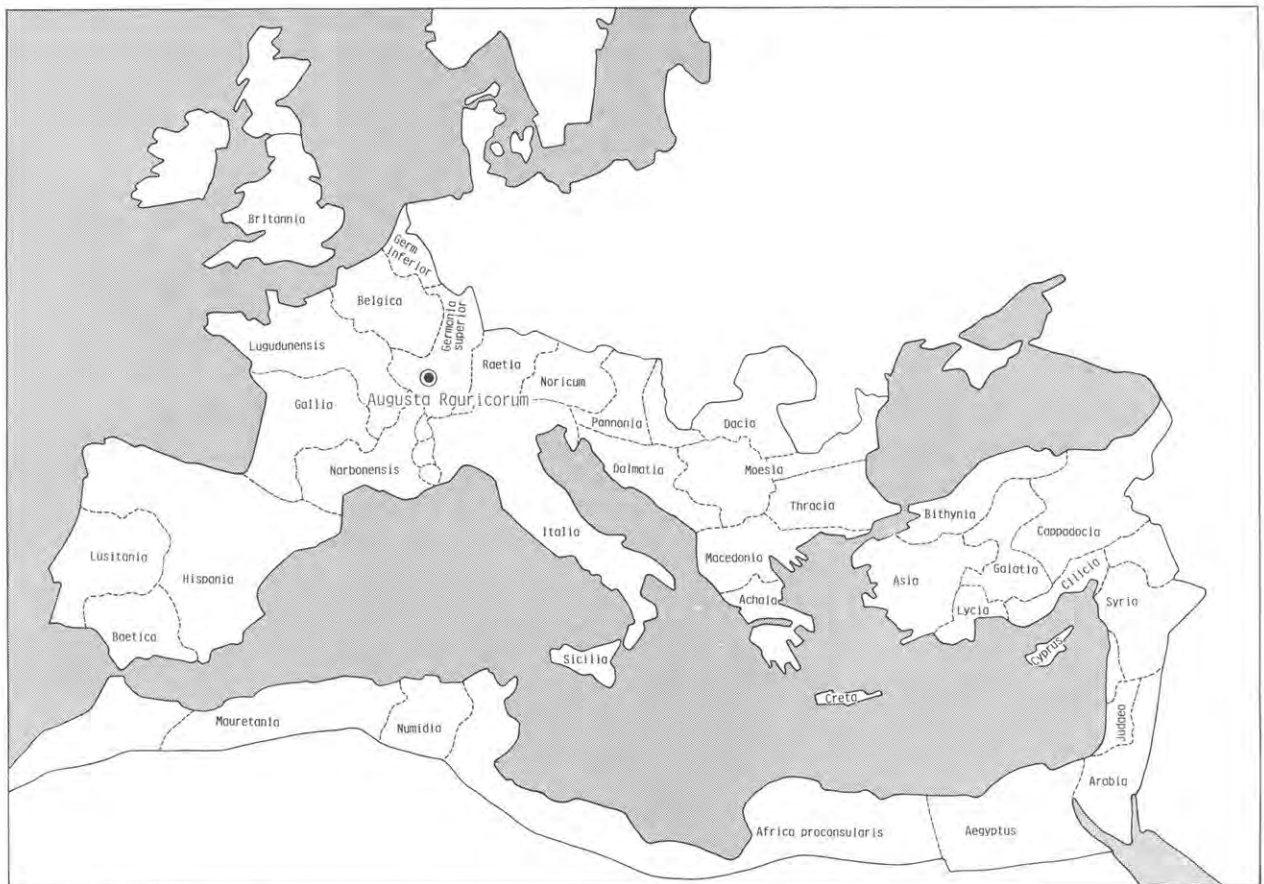 Britannia
Germ
inferior
Belgica
Germania
superior
Lugudunensis
Raetia
Noricum
Gallia
Augusta Rauricorum
Pannonia
Dacia
Narbonensis
Dalmatia
Moesia
Thracia
Bithynia
Italia
Cappadocia
Lusitania
Hispania
Macedonia
Asia
Galatia
Cilicia
Achaia
Lycia
Syria
Baetica
Sicilia
Cyprus
Creta
Mauretania
Numidia
Judaea
Arabia
Africa proconsularis
Aegyptus